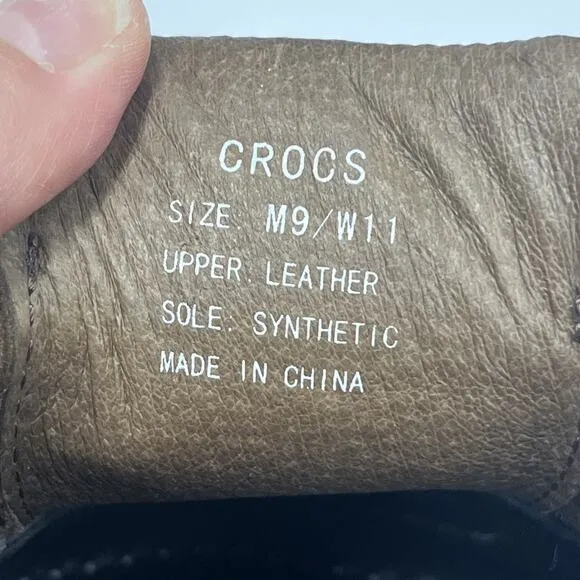 CROCS
SIZE: M9/W11
UPPER: LEATHER
SOLE: SYNTHETIC
MADE IN CHINA